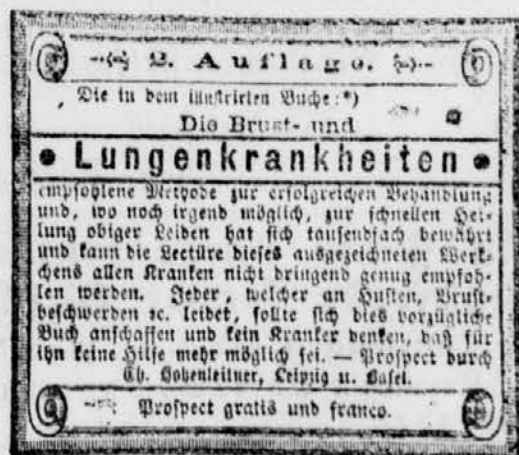 2. Auflage.
Die in dem illustrirten Buche:*)
Die Brust- und
Lungenkrankheiten
empfohlene Methode zur erfolgreichen Behandlung
und, wo noch irgend möglich, zur schnellen Hei-
lung obiger Leiden hat sich tausendfach bewährt
und kann die Lectüre dieses ausgezeichneten Werk-
chens allen Kranken nicht dringend genug empfoh-
len werden. Jeder, welcher an Husten, Brust-
beschwerden ꝛc. leidet, sollte sich dies vorzügliche
Buch anschaffen und kein Kranker denken, daß für
ihn keine Hilfe mehr möglich sei. — Prospect durch
Th. Hohenleitner, Leipzig u. Basel.
Prospect gratis und franco.